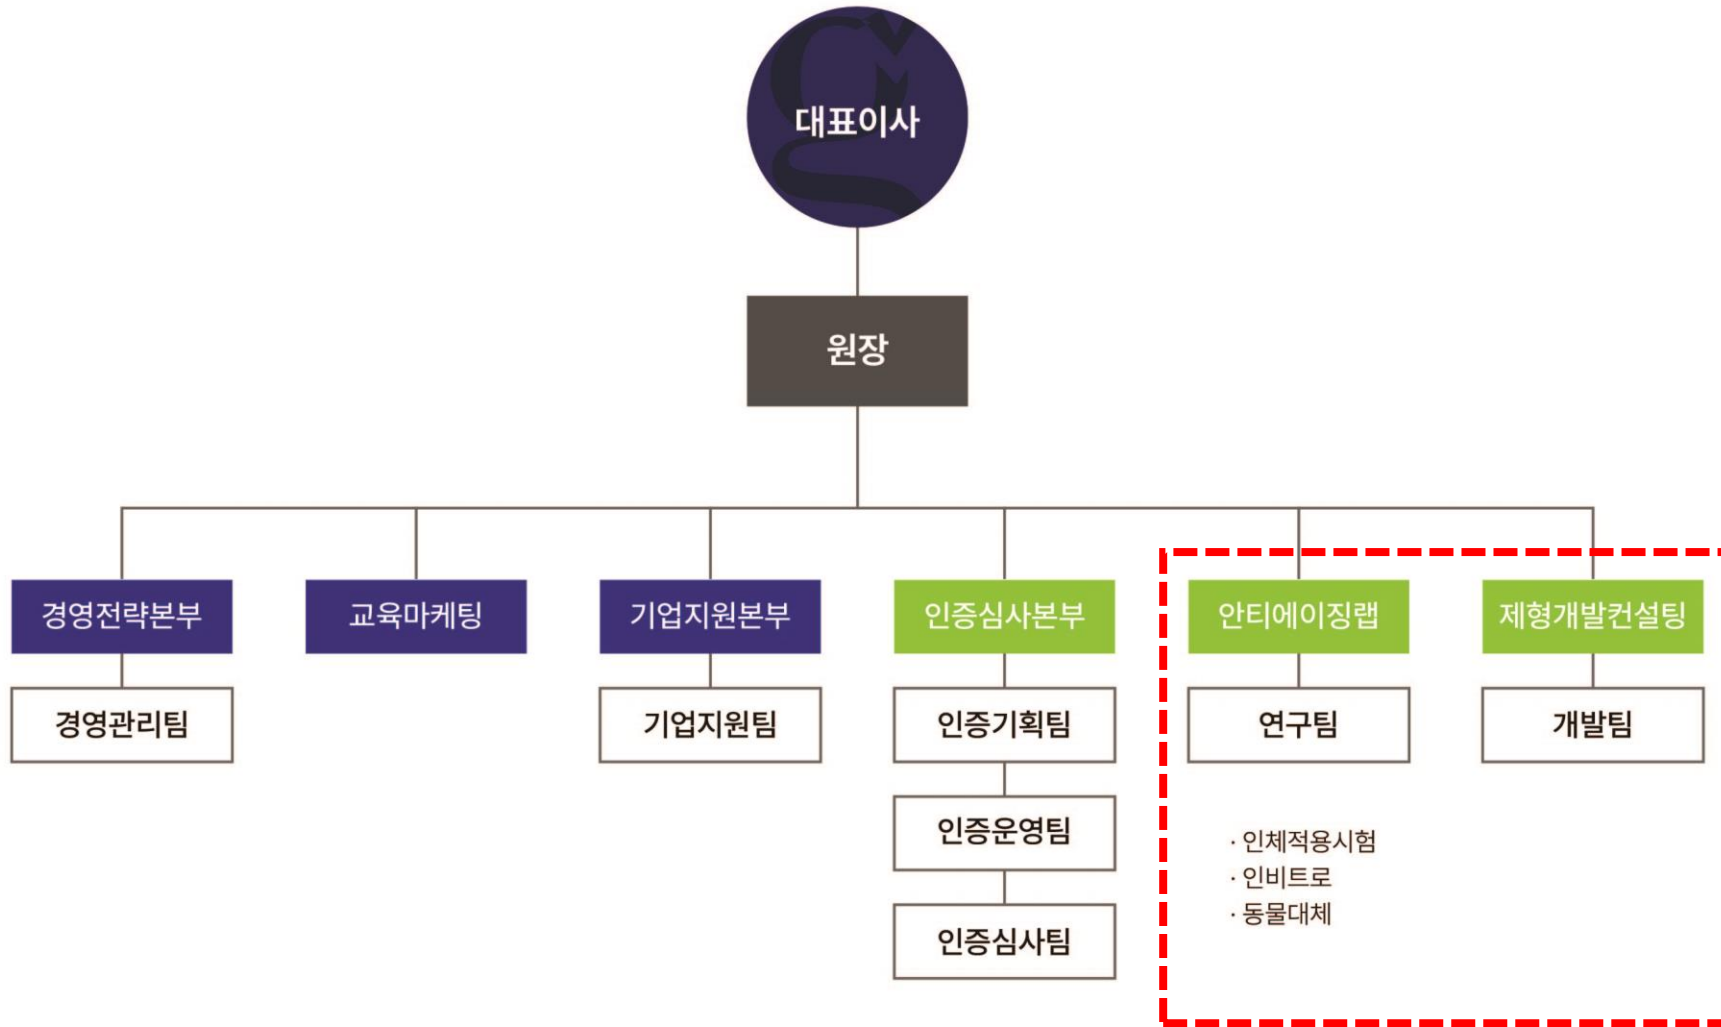 대표이사
원장
경영전략본부
교육마케팅
기업지원본부
인증심사본부
안티에이징랩
제형개발컨설팅
경영관리팀
기업지원팀
인증기획팀
연구팀
개발팀
인증운영팀
· 인체적용시험
· 인비트로
· 동물대체
인증심사팀